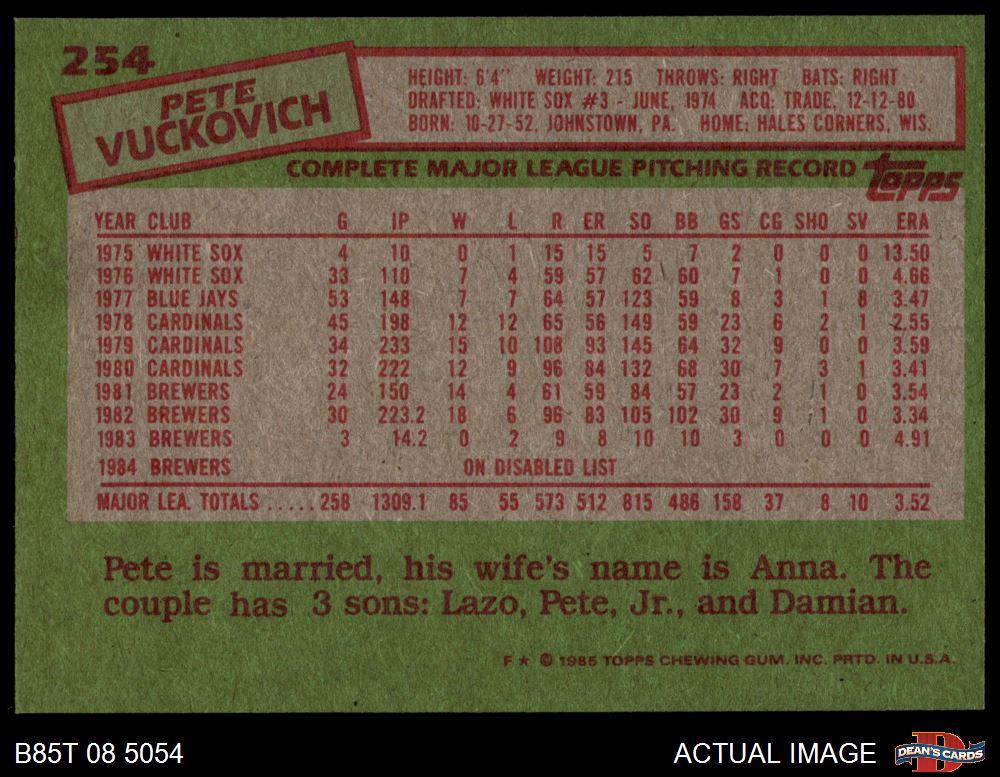 254
PETE
VUCKOVICH
HEIGHT: 6'4" WEIGHT: 215 THROWS: RIGHT BATS: RIGHT
DRAFTED: WHITE SOX #3 - JUNE, 1974 ACQ: TRADE, 12-12-80
BORN: 10-27-52, JOHNSTOWN, PA. HOME: HALES CORNERS, WIS.
COMPLETE MAJOR LEAGUE PITCHING RECORD
TOPPS
YEAR CLUB G IP W L R ER SO BB GS CG SHO SV ERA
1975 WHITE SOX 4 10 0 1 15 15 5 7 2 0 0 0 13.50
1976 WHITE SOX 33 110 7 4 59 57 62 60 7 1 0 0 4.66
1977 BLUE JAYS 53 148 7 7 64 57 123 59 8 3 1 8 3.47
1978 CARDINALS 45 198 12 12 65 56 149 59 23 6 2 1 2.55
1979 CARDINALS 34 233 15 10 108 93 145 64 32 9 0 0 3.59
1980 CARDINALS 32 222 12 9 96 84 132 68 30 7 3 1 3.41
1981 BREWERS 24 150 14 4 61 59 84 57 23 2 1 0 3.54
1982 BREWERS 30 223.2 18 6 96 83 105 102 30 9 1 0 3.34
1983 BREWERS 3 14.2 0 2 9 8 10 10 3 0 0 0 4.91
1984 BREWERS ON DISABLED LIST
MAJOR LEA. TOTALS ..... 258 1309.1 85 55 573 512 815 486 158 37 8 10 3.52
Pete is married, his wife's name is Anna. The
couple has 3 sons: Lazo, Pete, Jr., and Damian.
F ★ © 1985 TOPPS CHEWING GUM, INC. PRTD. IN U.S.A.
B85T 08 5054
ACTUAL IMAGE
D
DEAN'S CARDS